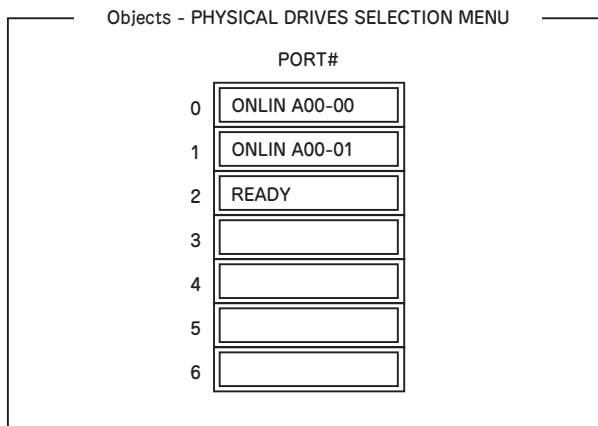 Objects - PHYSICAL DRIVES SELECTION MENU
PORT#
0 ONLIN A00-00
1 ONLIN A00-01
2 READY
3
4
5
6